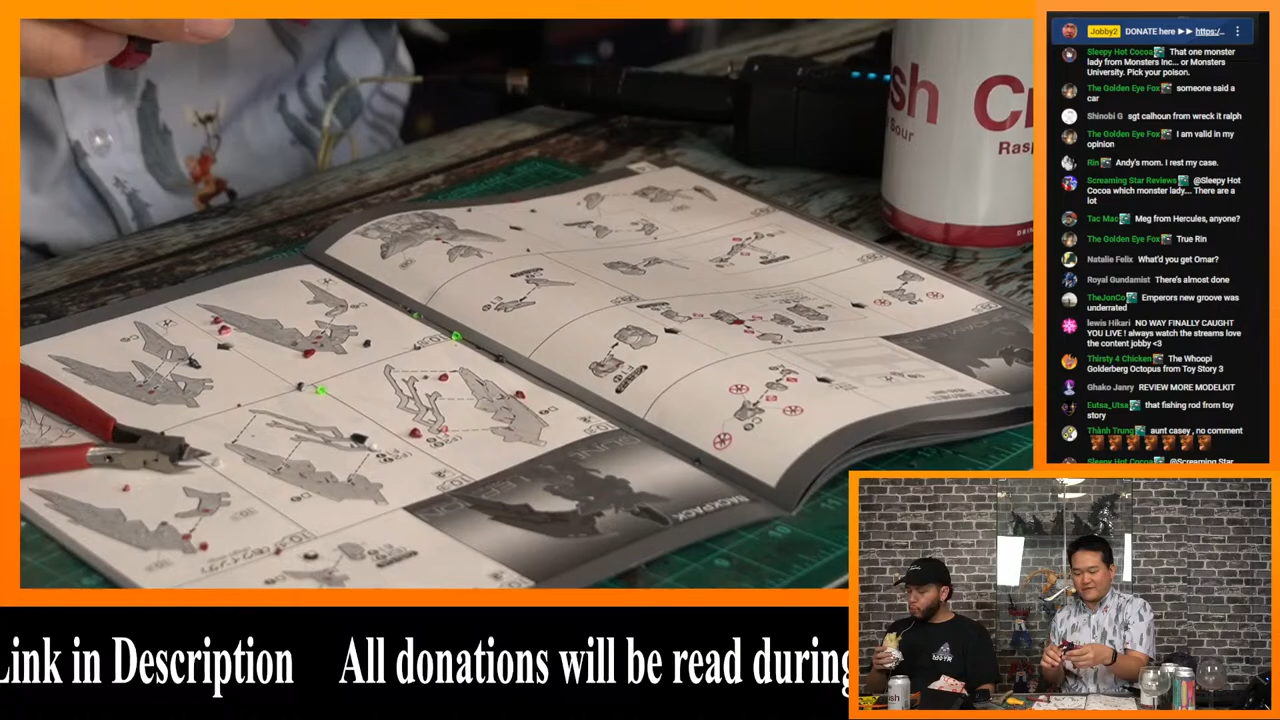 Jobby2 DONATE here ►► https:/...
Sleepy Hot Cocoa That one monster
lady from Monsters Inc... or Monsters
University. Pick your poison.
The Golden Eye Fox someone said a
car
Shinobi G sgt calhoun from wreck it ralph
The Golden Eye Fox I am valid in my
opinion
Rin Andy's mom. I rest my case.
Screaming Star Reviews @Sleepy Hot
Cocoa which monster lady.... There are a
lot
Tac Mac Meg from Hercules, anyone?
The Golden Eye Fox True Rin
Natalie Felix What'd you get Omar?
Royal Gundamist There's almost done
TheJonCo Emperors new groove was
underrated
lewis Hikari NO WAY FINALLY CAUGHT
YOU LIVE ! always watch the streams love
the content jobby <3
Thirsty 4 Chicken The Whoopi
Golderberg Octopus from Toy Story 3
Ghako Janry REVIEW MORE MODELKIT
Eutsa_Utsa that fishing rod from toy
story
Thành Trung aunt casey , no comment
Sleepy Hot Cocoa @Screaming Star
sh Cr
Sour
Rasp
BACKPACK
Link in Description All donations will be read during